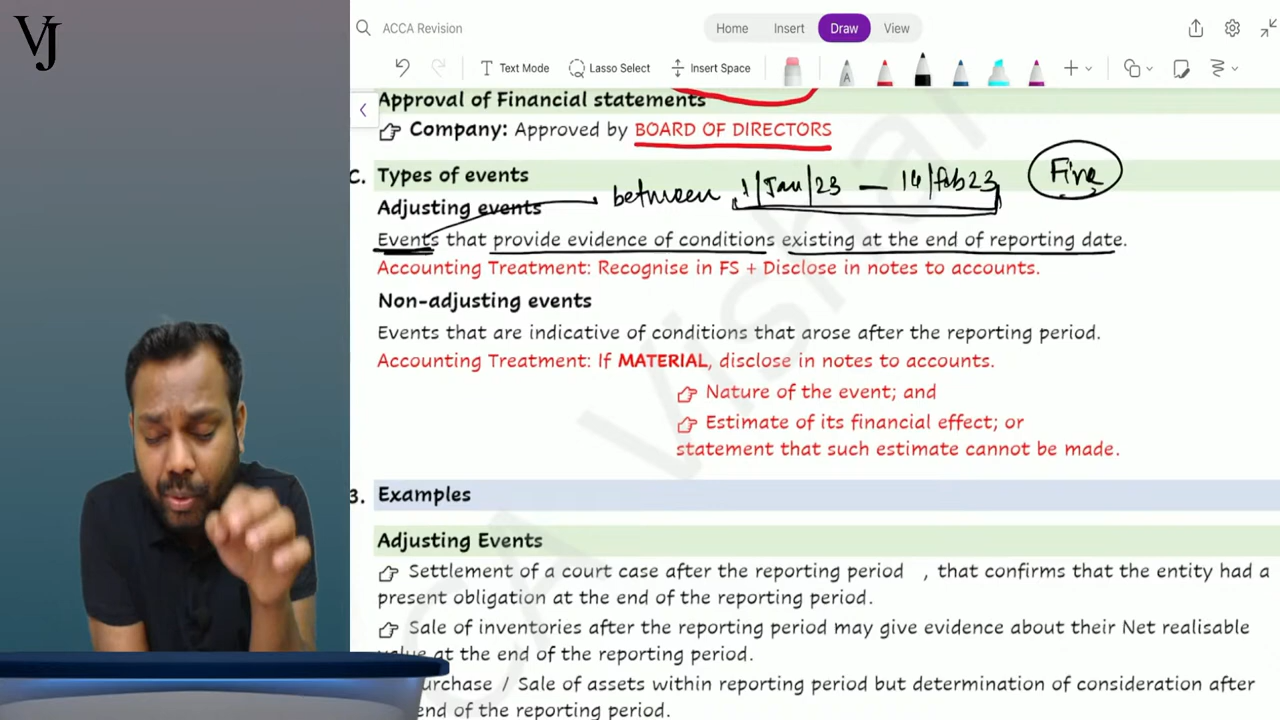 VJ
ACCA Revision
Home Insert Draw View
Text Mode Lasso Select Insert Space
Approval of Financial statements
Company: Approved by BOARD OF DIRECTORS
C. Types of events
between 1/Jan/23 — 14/feb23 Fire
Adjusting events
Events that provide evidence of conditions existing at the end of reporting date.
Accounting Treatment: Recognise in FS + Disclose in notes to accounts.
Non-adjusting events
Events that are indicative of conditions that arose after the reporting period.
Accounting Treatment: If MATERIAL, disclose in notes to accounts.
Nature of the event; and
Estimate of its financial effect; or
statement that such estimate cannot be made.
3. Examples
Adjusting Events
Settlement of a court case after the reporting period , that confirms that the entity had a
present obligation at the end of the reporting period.
Sale of inventories after the reporting period may give evidence about their Net realisable
value at the end of the reporting period.
urchase / Sale of assets within reporting period but determination of consideration after
end of the reporting period.
CA Vishal